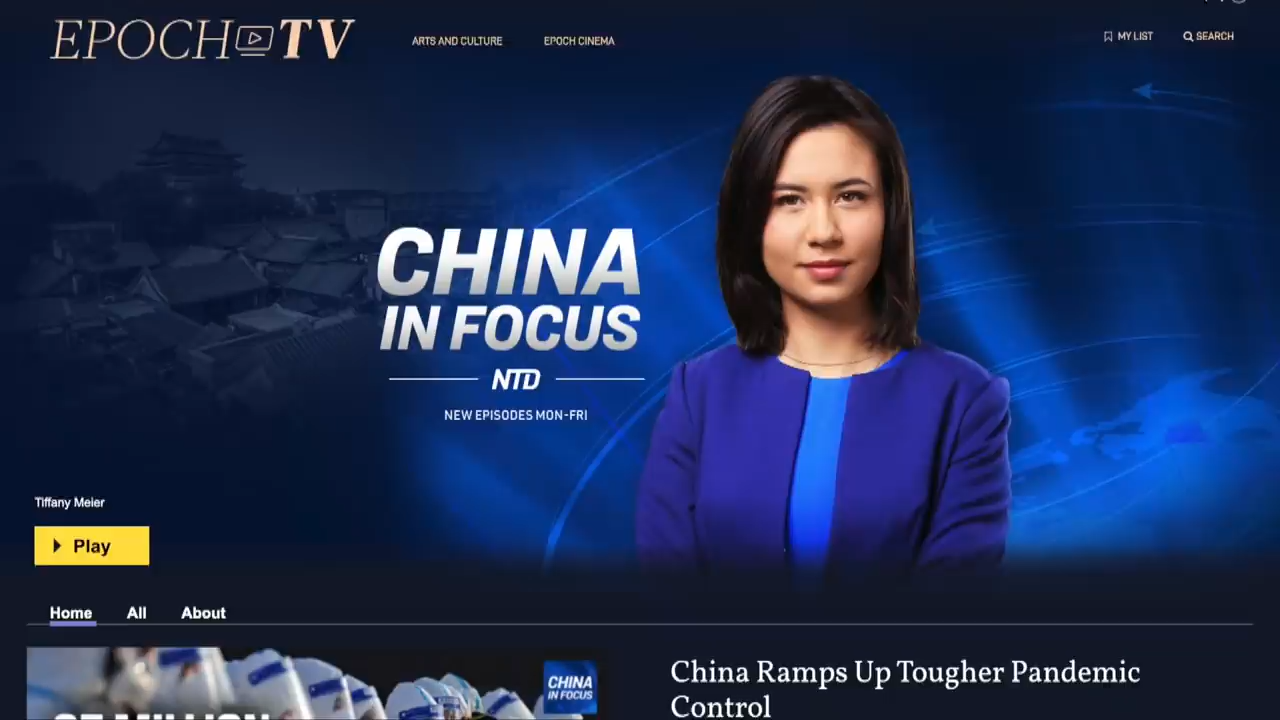 EPOCH TV
ARTS AND CULTURE
EPOCH CINEMA
MY LIST
SEARCH
CHINA
IN FOCUS
NTD
NEW EPISODES MON-FRI
Tiffany Meier
Play
Home
All
About
CHINA
IN FOCUS
MILLION
China Ramps Up Tougher Pandemic
Control